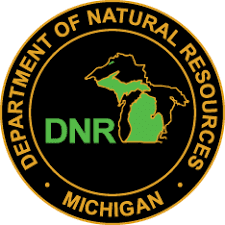 DEPARTMENT OF NATURAL RESOURCES
DNR
MICHIGAN